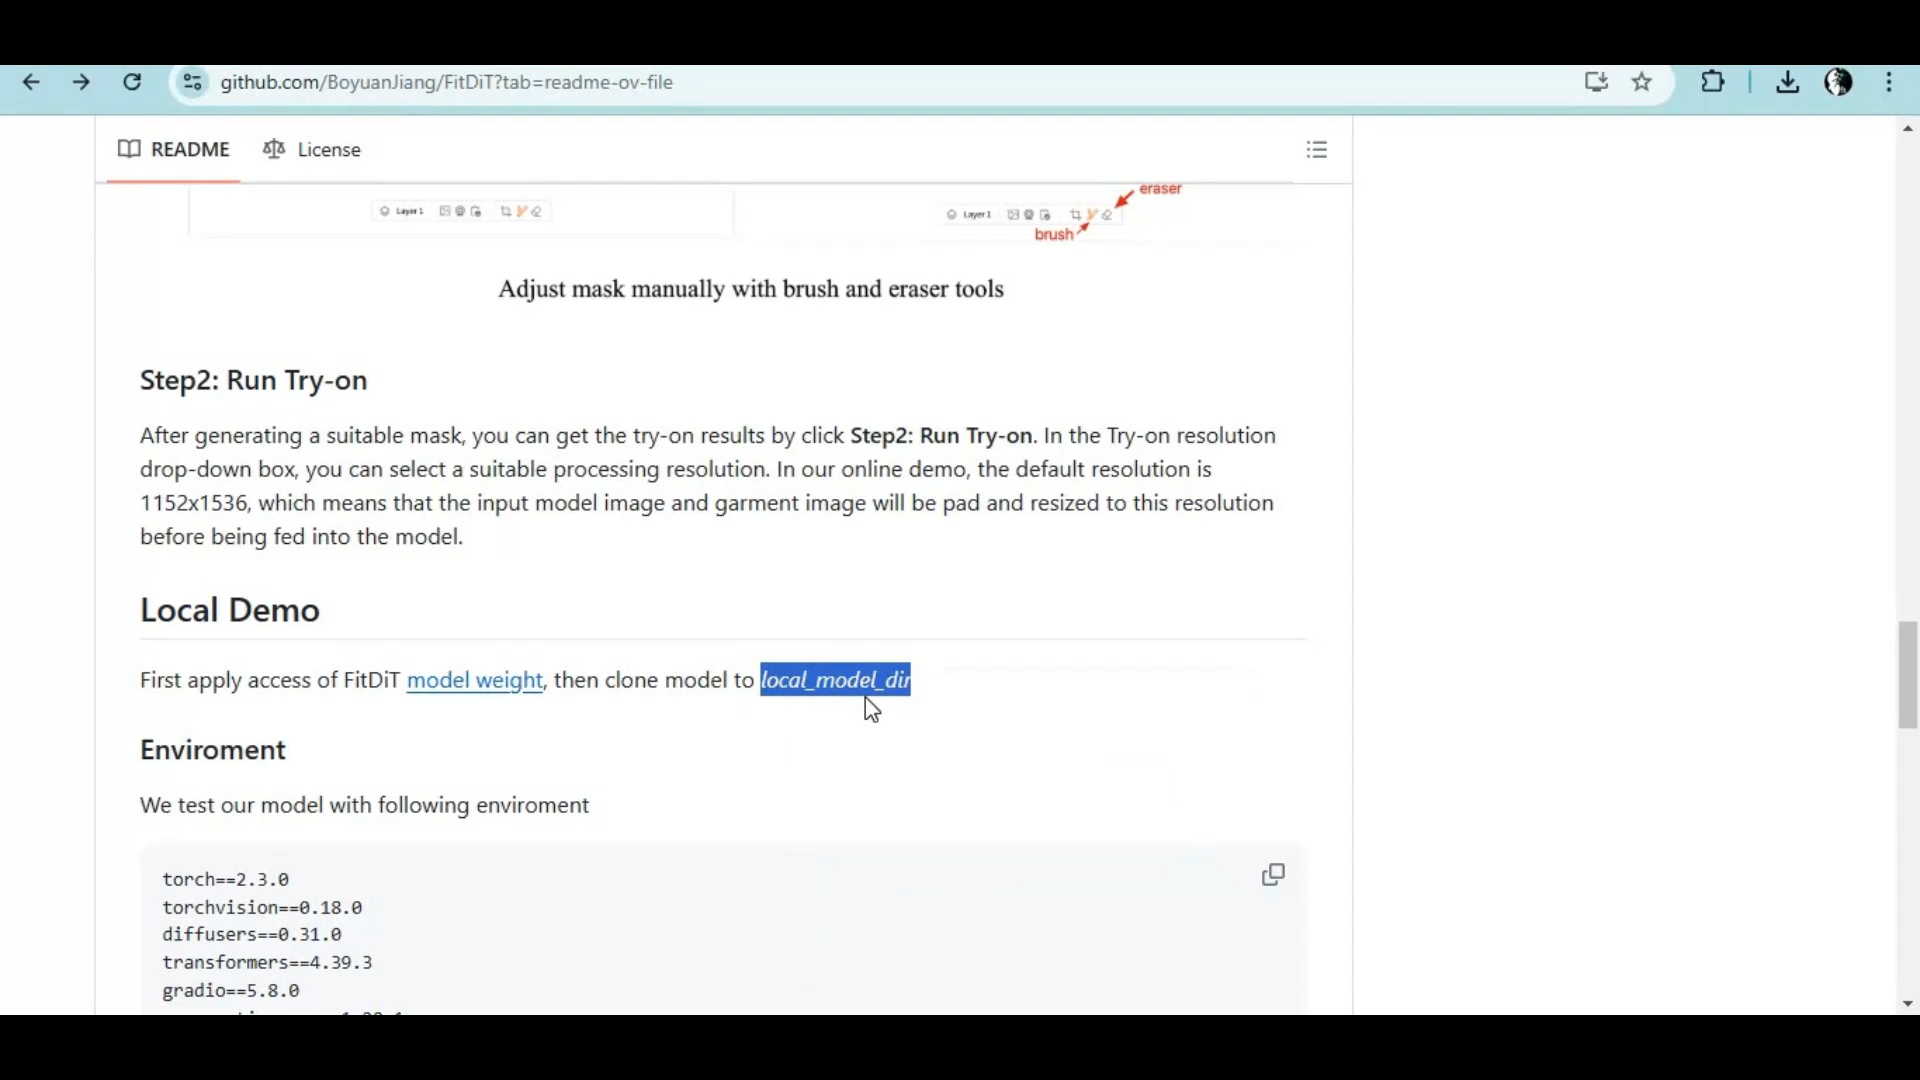 github.com/BoyuanJiang/FitDiT?tab=readme-ov-file
README
License
eraser
Layer 1
Layer 1
brush
Adjust mask manually with brush and eraser tools
Step2: Run Try-on
After generating a suitable mask, you can get the try-on results by click Step2: Run Try-on. In the Try-on resolution
drop-down box, you can select a suitable processing resolution. In our online demo, the default resolution is
1152x1536, which means that the input model image and garment image will be pad and resized to this resolution
before being fed into the model.
Local Demo
First apply access of FitDiT model weight, then clone model to local_model_dir
Enviroment
We test our model with following enviroment
torch==2.3.0
torchvision==0.18.0
diffusers==0.31.0
transformers==4.39.3
gradio==5.8.0